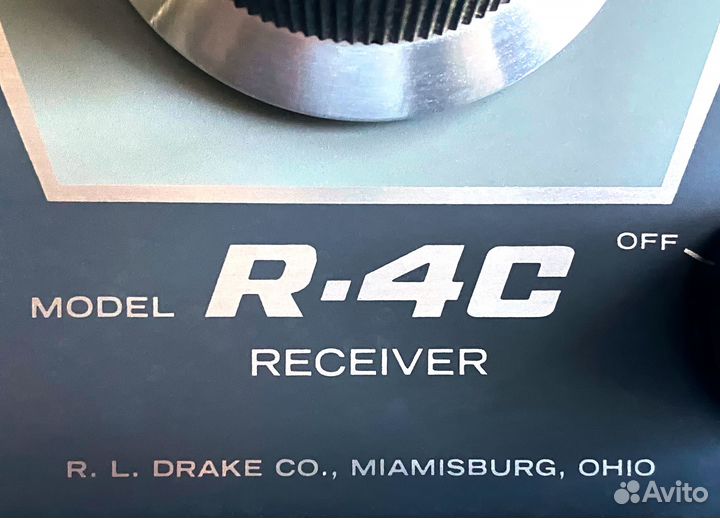 OFF
MODEL R·4C
RECEIVER
R. L. DRAKE CO., MIAMISBURG, OHIO
Avito